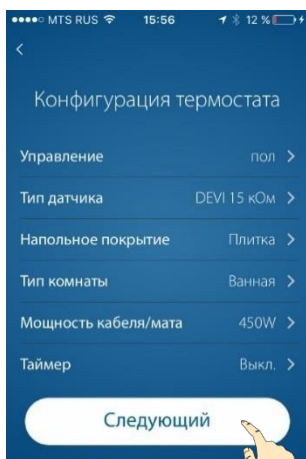 MTS RUS 15:56 12 %
Конфигурация термостата
Управление пол
Тип датчика DEVI 15 кОм
Напольное покрытие Плитка
Тип комнаты Ванная
Мощность кабеля/мата 450W
Таймер Выкл.
Следующий